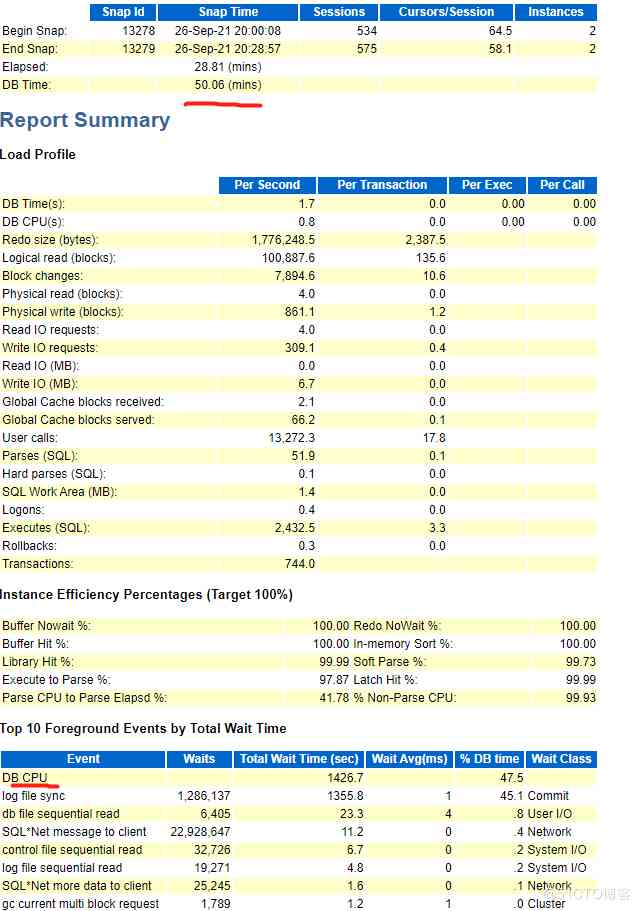 Snap Id Snap Time Sessions Cursors/Session Instances
Begin Snap: 13278 26-Sep-21 20:00:08 534 64.5 2
End Snap: 13279 26-Sep-21 20:28:57 575 58.1 2
Elapsed: 28.81 (mins)
DB Time: 50.06 (mins)
Report Summary
Load Profile
Per Second Per Transaction Per Exec Per Call
DB Time(s): 1.7 0.0 0.00 0.00
DB CPU(s): 0.8 0.0 0.00 0.00
Redo size (bytes): 1,776,248.5 2,387.5
Logical read (blocks): 100,887.6 135.6
Block changes: 7,894.6 10.6
Physical read (blocks): 4.0 0.0
Physical write (blocks): 861.1 1.2
Read IO requests: 4.0 0.0
Write IO requests: 309.1 0.4
Read IO (MB): 0.0 0.0
Write IO (MB): 6.7 0.0
Global Cache blocks received: 2.1 0.0
Global Cache blocks served: 66.2 0.1
User calls: 13,272.3 17.8
Parses (SQL): 51.9 0.1
Hard parses (SQL): 0.1 0.0
SQL Work Area (MB): 1.4 0.0
Logons: 0.4 0.0
Executes (SQL): 2,432.5 3.3
Rollbacks: 0.3 0.0
Transactions: 744.0
Instance Efficiency Percentages (Target 100%)
Buffer Nowait %: 100.00 Redo NoWait %: 100.00
Buffer Hit %: 100.00 In-memory Sort %: 100.00
Library Hit %: 99.99 Soft Parse %: 99.73
Execute to Parse %: 97.87 Latch Hit %: 99.99
Parse CPU to Parse Elapsd %: 41.78 % Non-Parse CPU: 99.93
Top 10 Foreground Events by Total Wait Time
Event Waits Total Wait Time (sec) Wait Avg(ms) % DB time Wait Class
DB CPU 1426.7 47.5
log file sync 1,286,137 1355.8 1 45.1 Commit
db file sequential read 6,405 23.3 4 .8 User I/O
SQL*Net message to client 22,928,647 11.2 0 .4 Network
control file sequential read 32,726 6.7 0 .2 System I/O
log file sequential read 19,271 4.8 0 .2 System I/O
SQL*Net more data to client 25,245 1.6 0 .1 Network
gc current multi block request 1,789 1.2 1 .0 Cluster
@51CTO博客